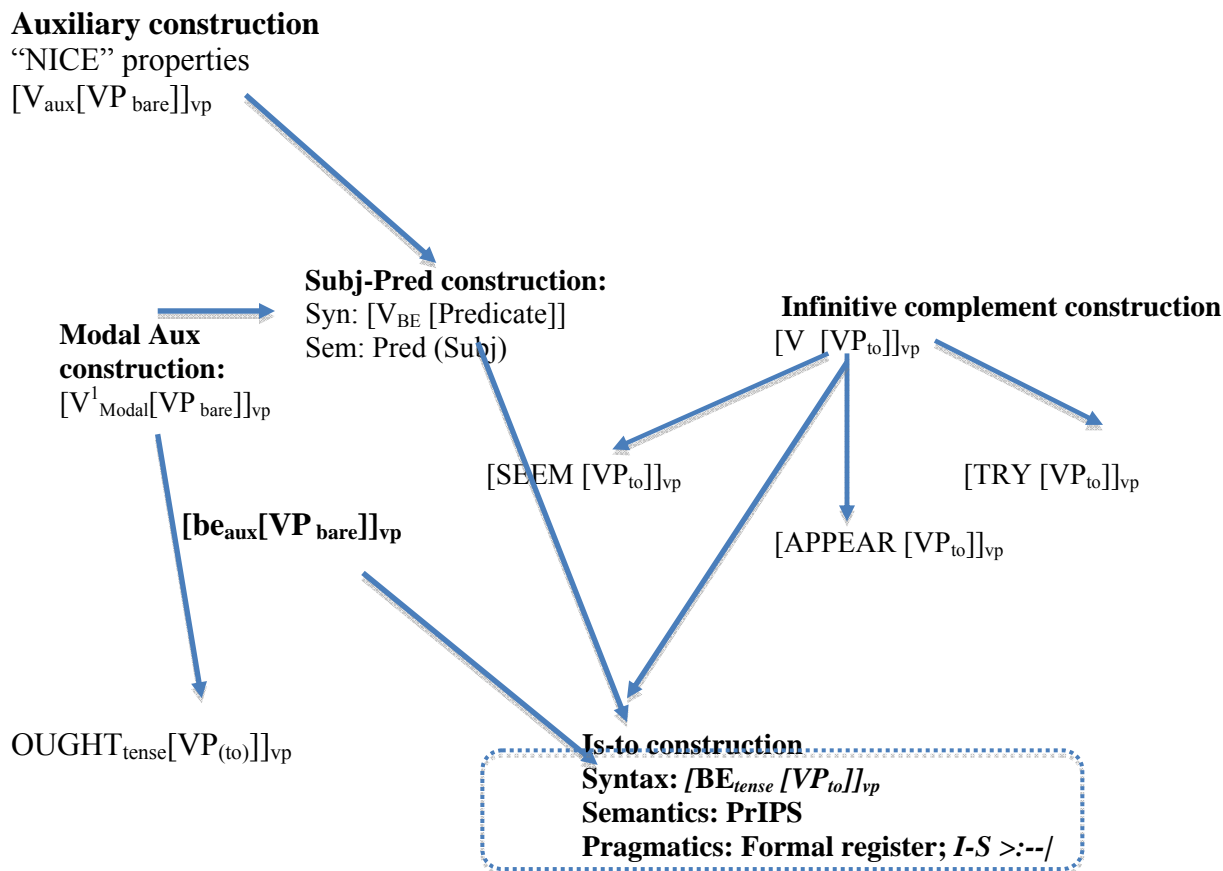 Auxiliary construction
“NICE” properties
[Vaux[VP bare]]vp
Subj-Pred construction:
Syn: [VBE [Predicate]]
Sem: Pred (Subj)
Infinitive complement construction
[V [VPto]]vp
Modal Aux
construction:
[V1Modal[VP bare]]vp
[SEEM [VPto]]vp
[TRY [VPto]]vp
[beaux[VP bare]]vp
[APPEAR [VPto]]vp
OUGHTtense[VP(to)]]vp
Is-to construction
Syntax: [BEtense [VPto]]vp
Semantics: PrIPS
Pragmatics: Formal register; I-S >:--/